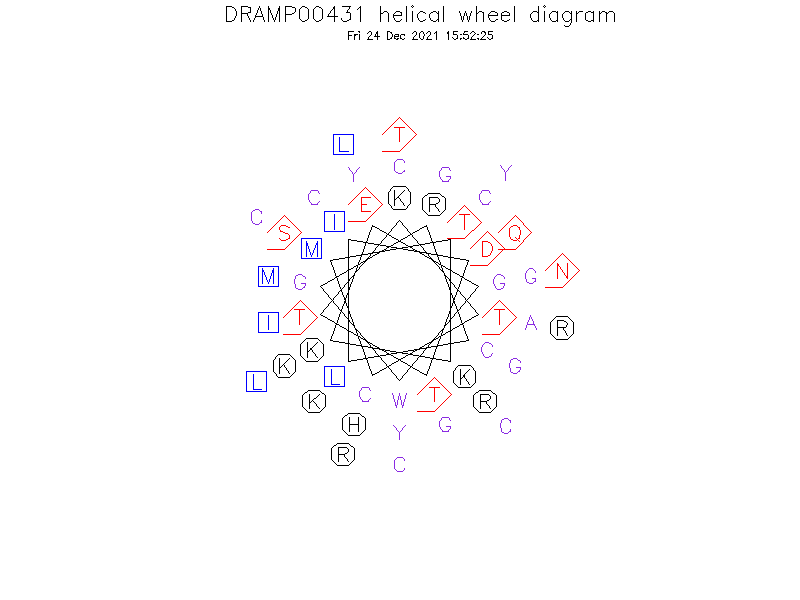 DRAMP00431 helical wheel diagram
Fri 24 Dec 2021 15:52:25
T
L
C
Y G Y
E K R C C
C I T
C S M D Q
M G G G N
I T T A R
K C
L K L K G
K C W T R
H Y G C
R C